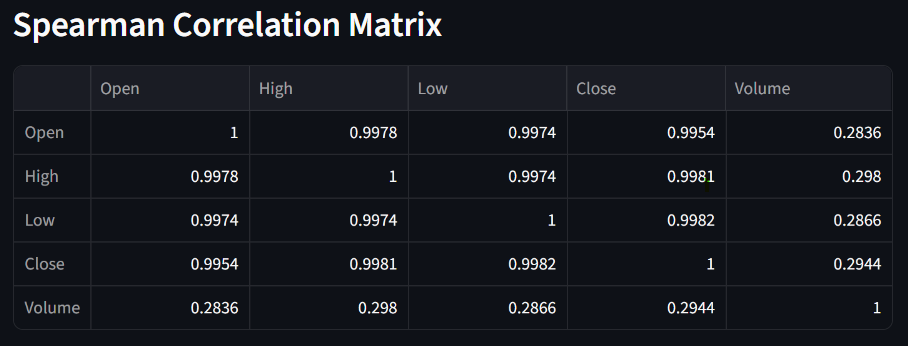 Spearman Correlation Matrix
Open High Low Close Volume
Open 1 0.9978 0.9974 0.9954 0.2836
High 0.9978 1 0.9974 0.9981 0.298
Low 0.9974 0.9974 1 0.9982 0.2866
Close 0.9954 0.9981 0.9982 1 0.2944
Volume 0.2836 0.298 0.2866 0.2944 1